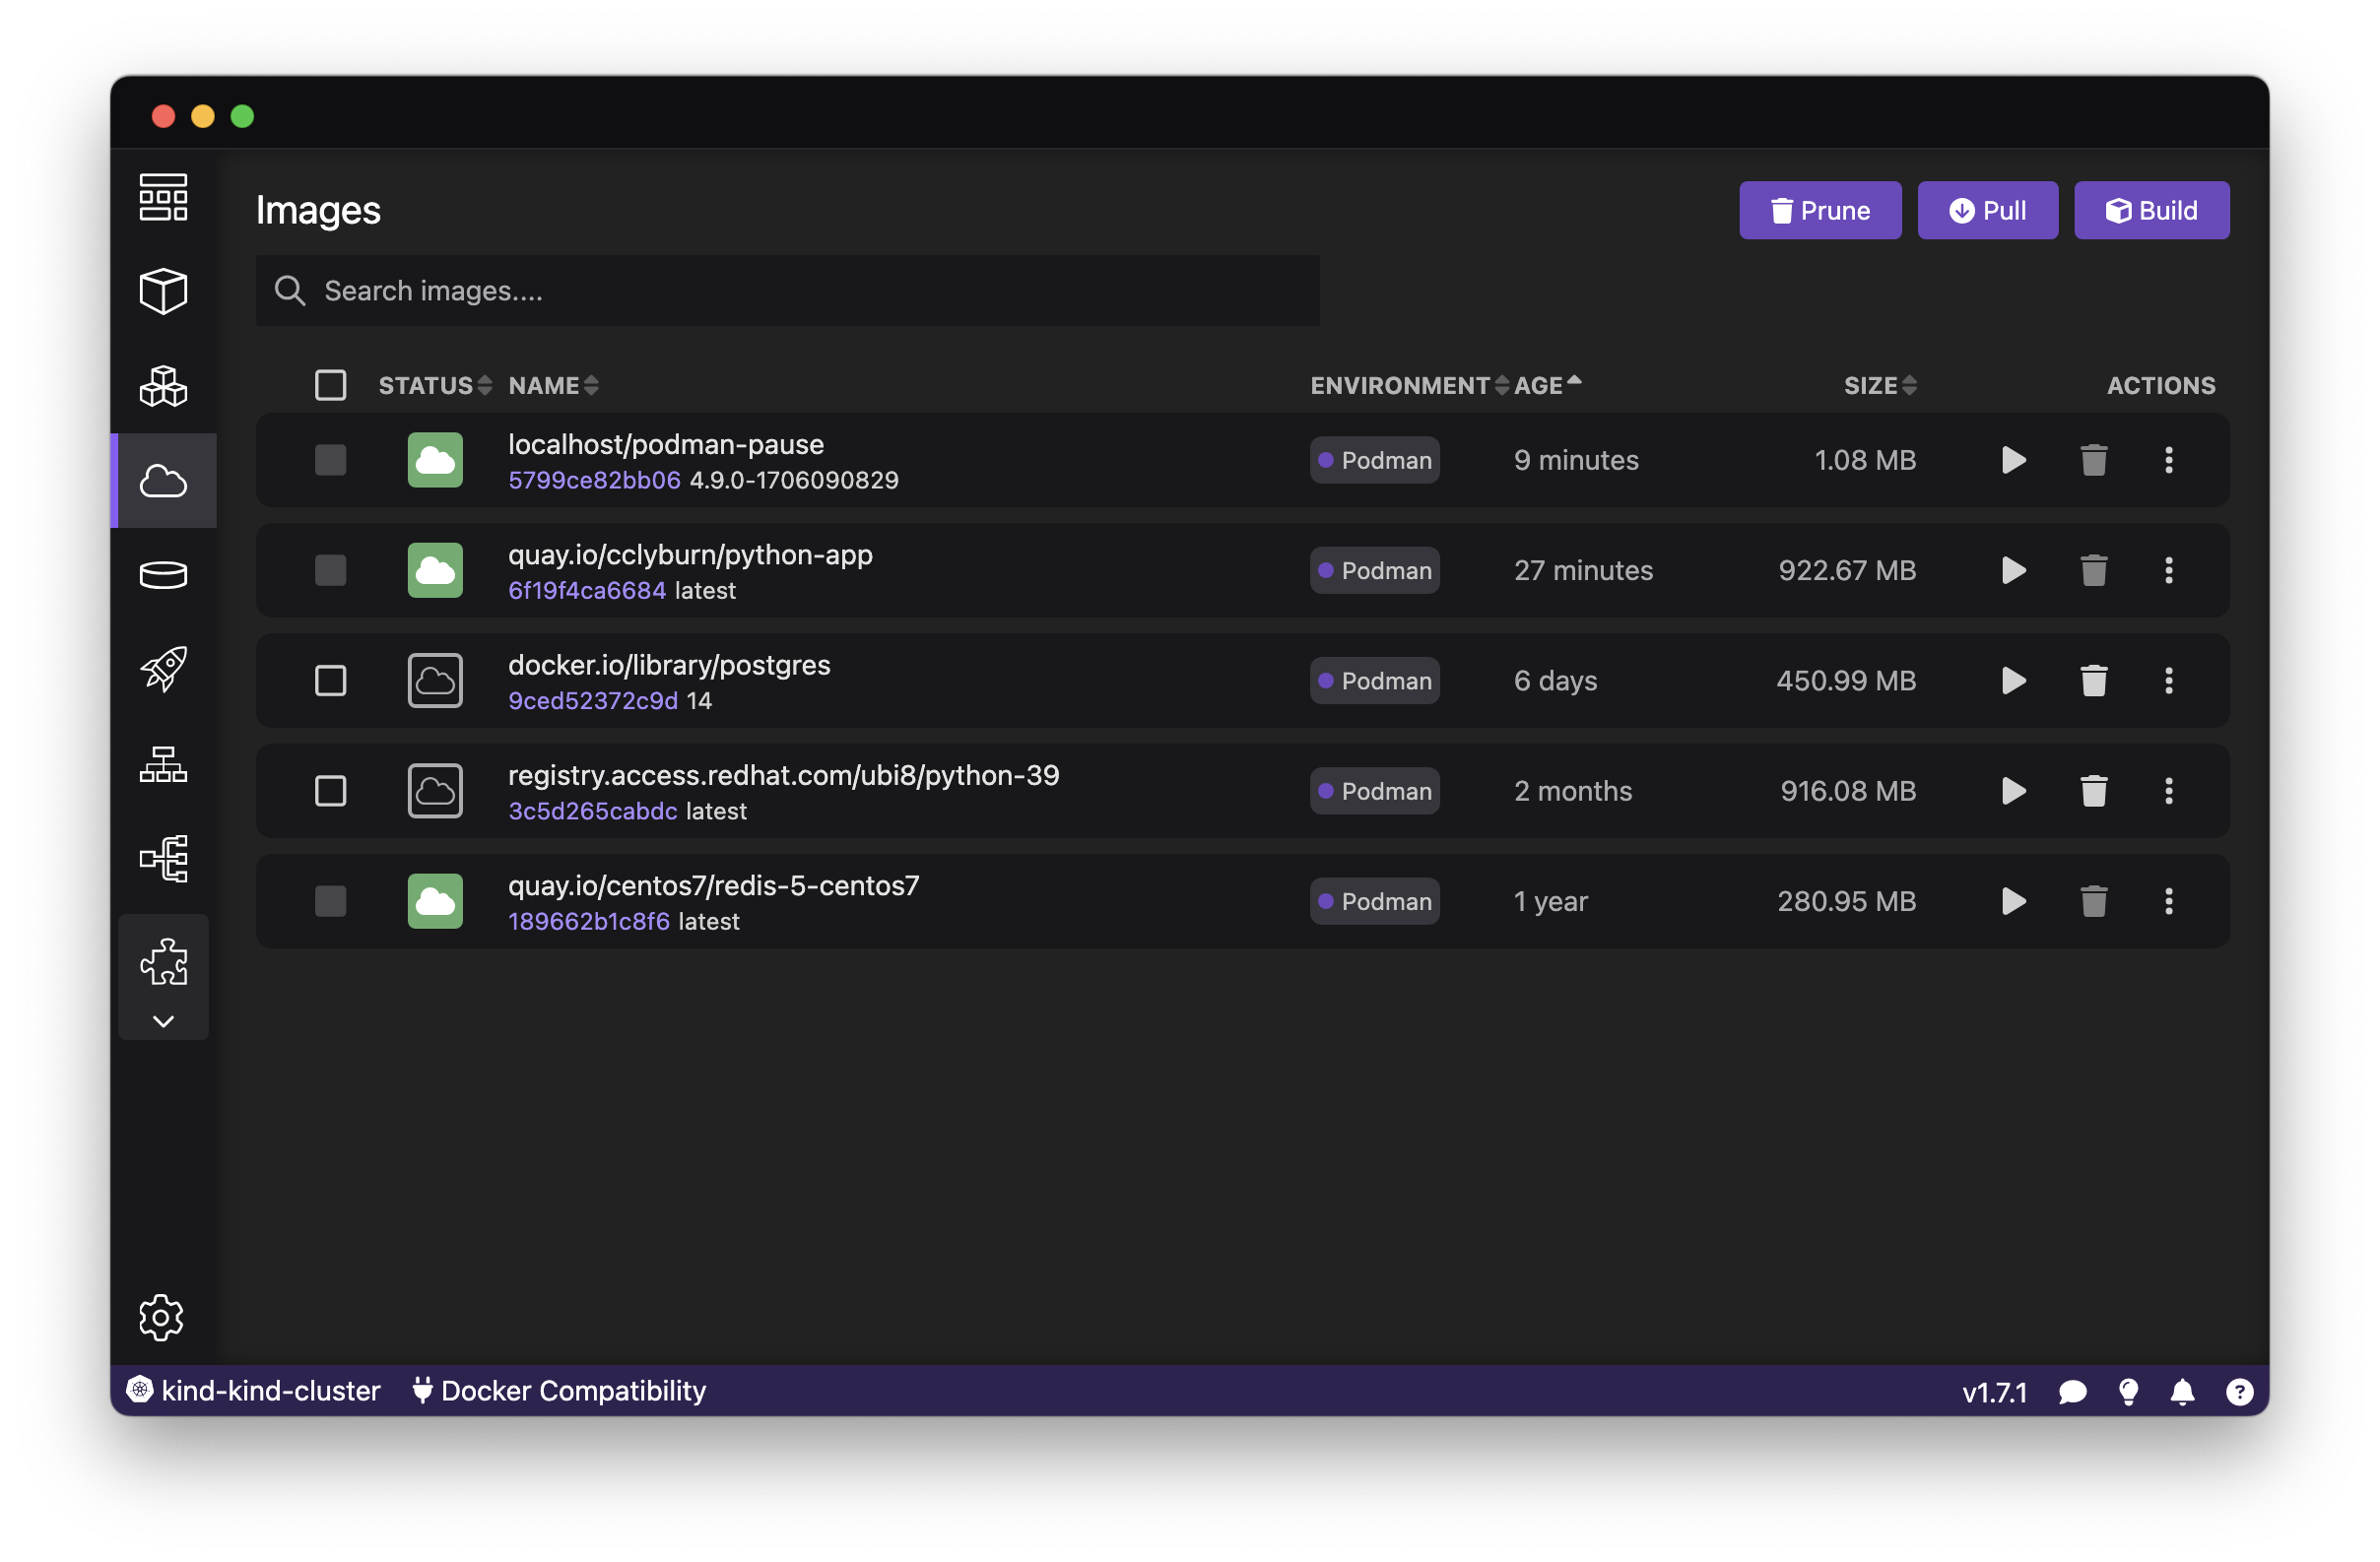 Images
Prune Pull Build
Search images....
STATUS NAME ENVIRONMENT AGE SIZE ACTIONS
localhost/podman-pause
5799ce82bb06 4.9.0-1706090829
Podman 9 minutes 1.08 MB
quay.io/cclyburn/python-app
6f19f4ca6684 latest
Podman 27 minutes 922.67 MB
docker.io/library/postgres
9ced52372c9d 14
Podman 6 days 450.99 MB
registry.access.redhat.com/ubi8/python-39
3c5d265cabdc latest
Podman 2 months 916.08 MB
quay.io/centos7/redis-5-centos7
189662b1c8f6 latest
Podman 1 year 280.95 MB
kind-kind-cluster Docker Compatibility v1.7.1